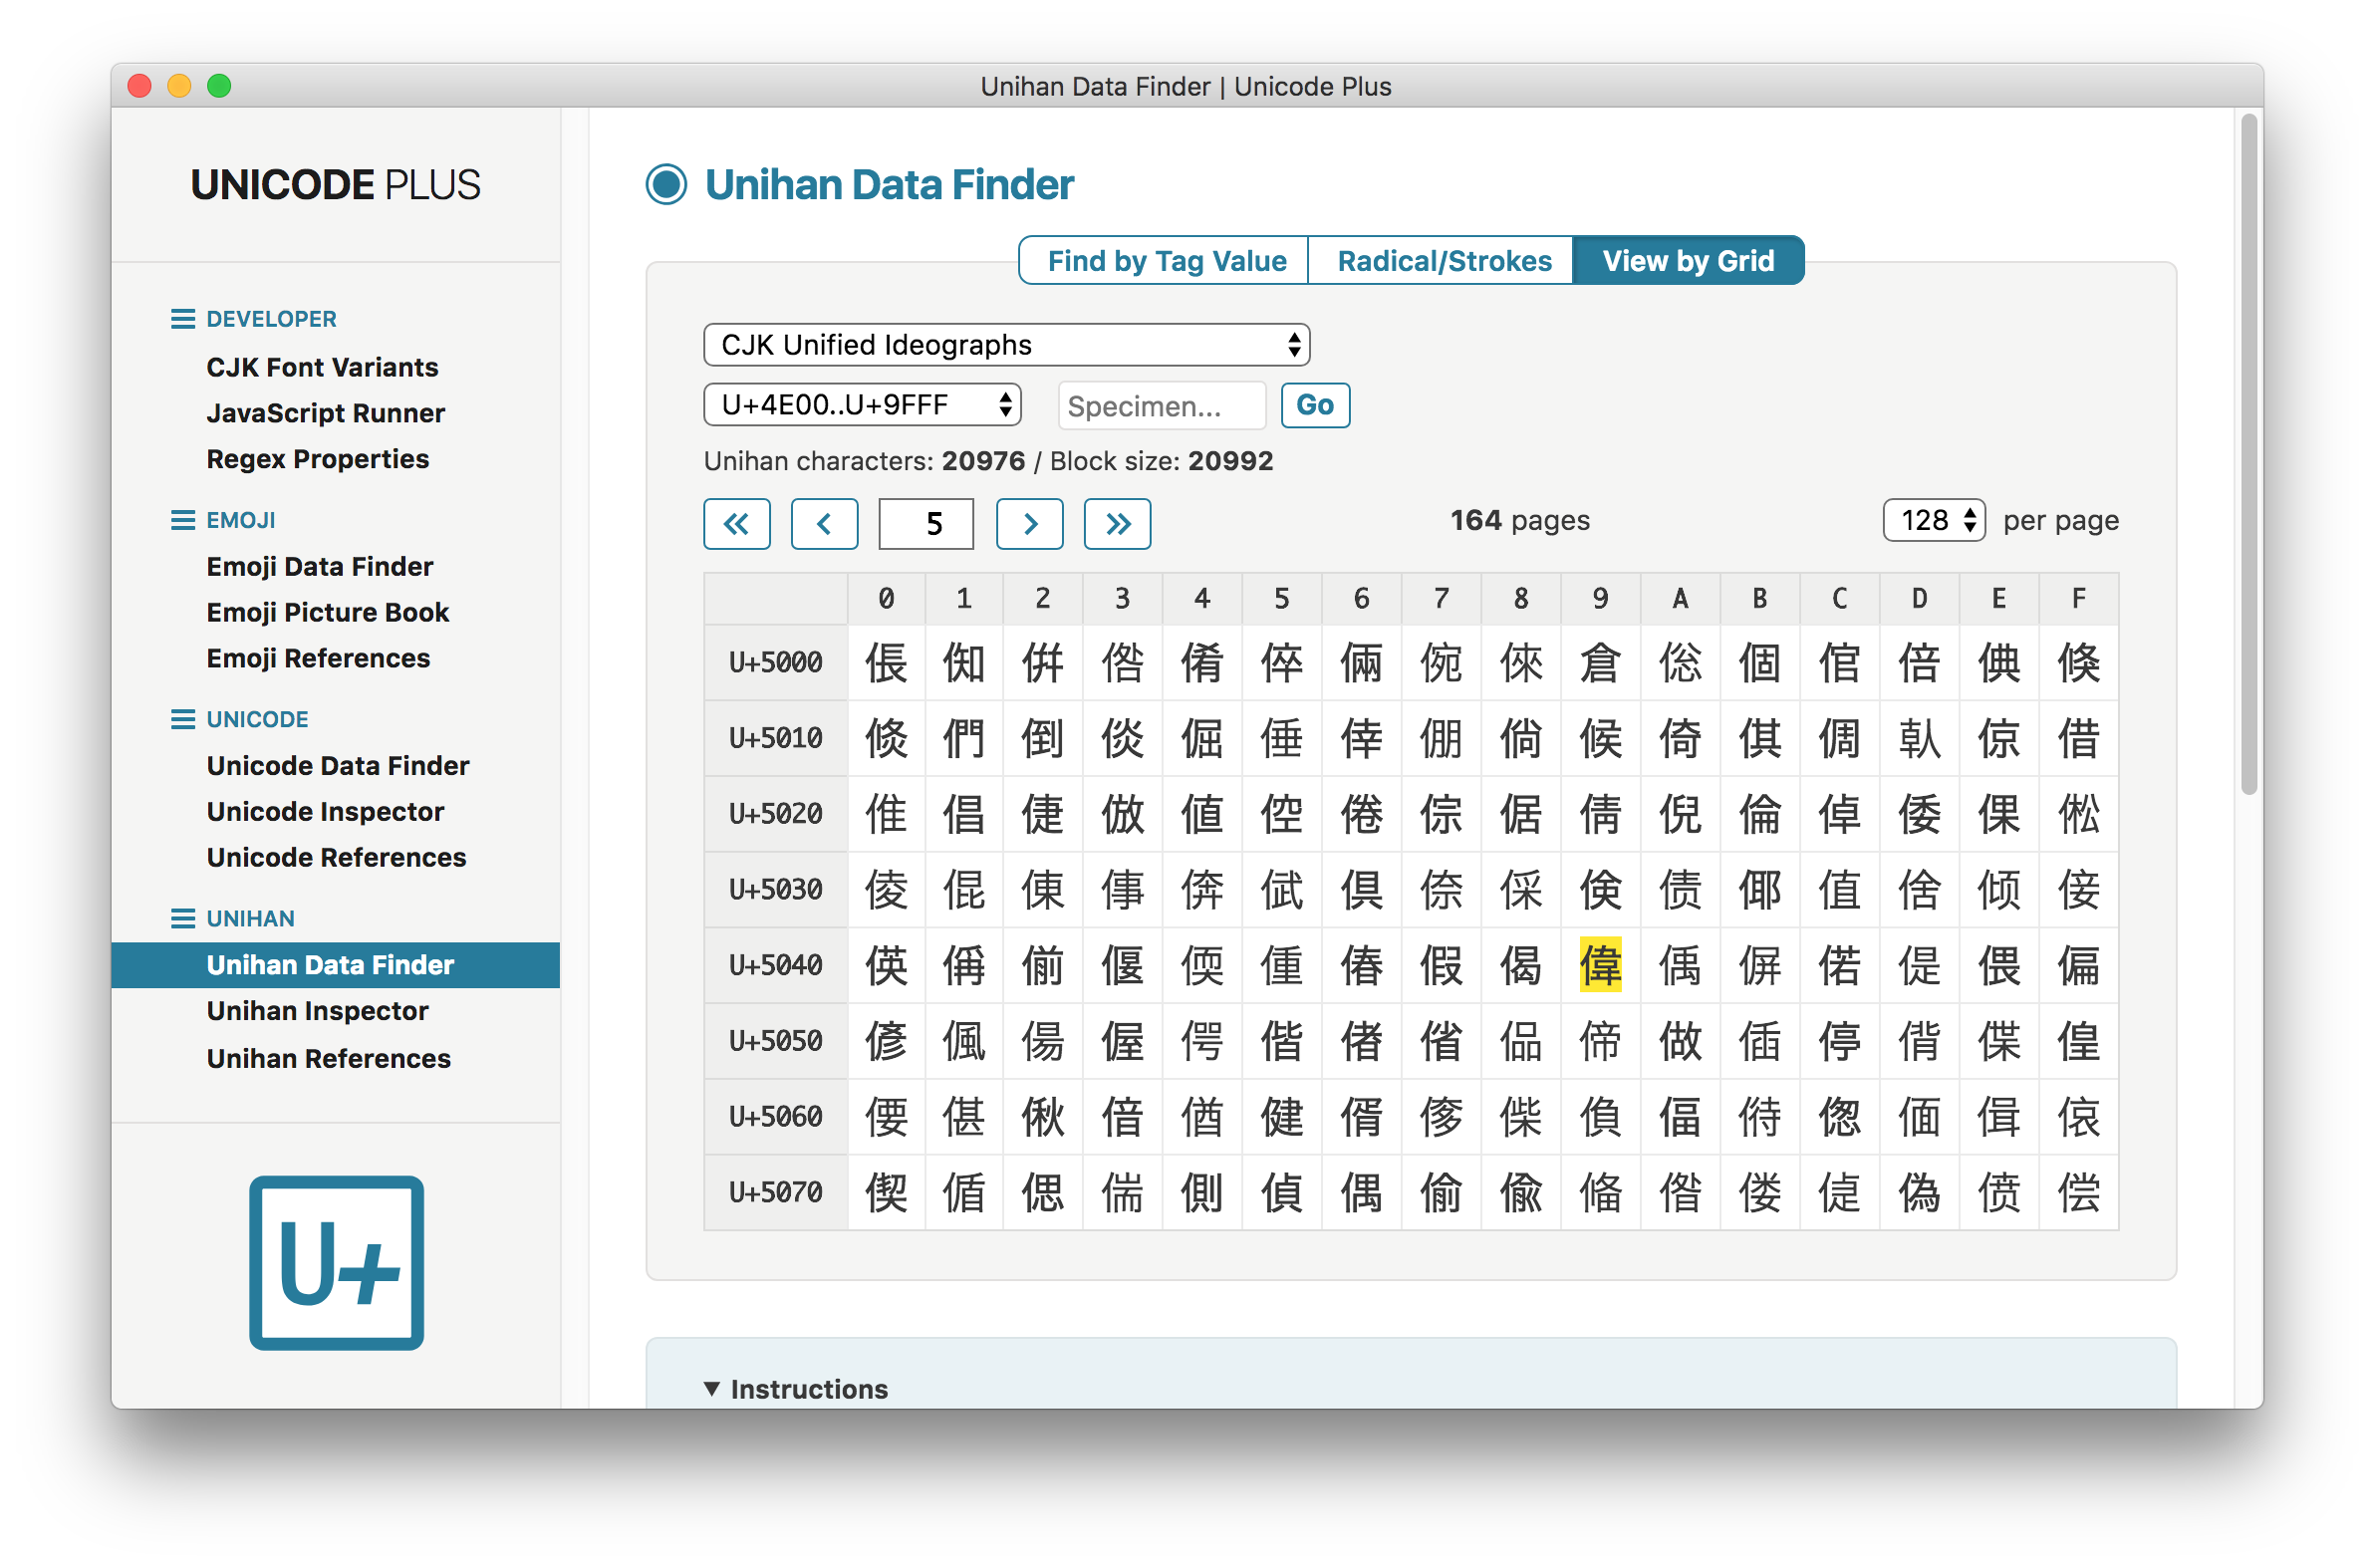 Unihan Data Finder | Unicode Plus
UNICODE PLUS
DEVELOPER
CJK Font Variants
JavaScript Runner
Regex Properties
EMOJI
Emoji Data Finder
Emoji Picture Book
Emoji References
UNICODE
Unicode Data Finder
Unicode Inspector
Unicode References
UNIHAN
Unihan Data Finder
Unihan Inspector
Unihan References
U+
Unihan Data Finder
Find by Tag Value Radical/Strokes View by Grid
CJK Unified Ideographs
U+4E00..U+9FFF Specimen... Go
Unihan characters: 20976 / Block size: 20992
5 164 pages 128 per page
0 1 2 3 4 5 6 7 8 9 A B C D E F
U+5000 倀 倁 倂 倃 倄 倅 倆 倇 倈 倉 倊 個 倌 倍 倎 倏
U+5010 倐 們 倒 倓 倔 倕 倖 倗 倘 候 倚 倛 倜 倝 倞 借
U+5020 倠 倡 倢 倣 値 倥 倦 倧 倨 倩 倪 倫 倬 倭 倮 倯
U+5030 倰 倱 倲 倳 倴 倵 倶 倷 倸 倹 债 倻 值 倽 倾 倿
U+5040 偀 偁 偂 偃 偄 偅 偆 假 偈 偉 偊 偋 偌 偍 偎 偏
U+5050 偐 偑 偒 偓 偔 偕 偖 偗 偘 偙 做 偛 停 偝 偞 偟
U+5060 偠 偡 偢 偣 偤 健 偦 偧 偨 偩 偪 偫 偬 偭 偮 偯
U+5070 偰 偱 偲 偳 側 偵 偶 偷 偸 偹 偺 偻 偼 偽 偾 偿
Instructions